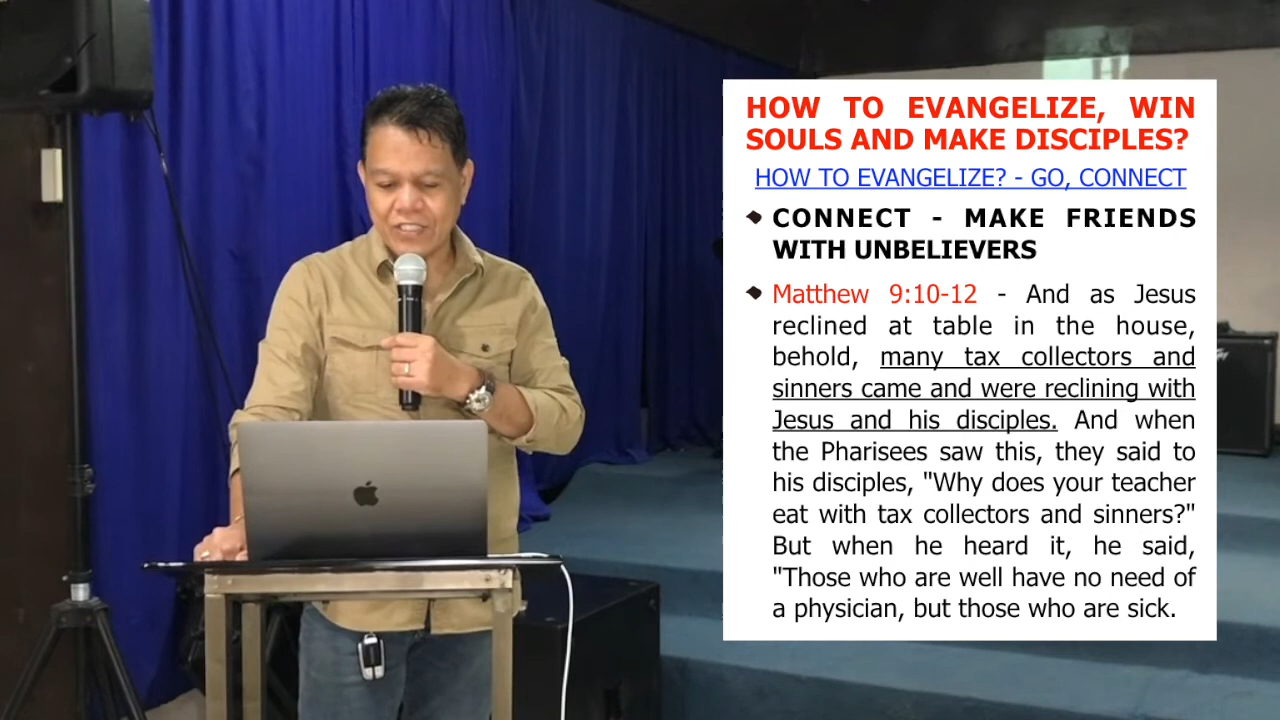 HOW TO EVANGELIZE, WIN
SOULS AND MAKE DISCIPLES?
HOW TO EVANGELIZE? - GO, CONNECT
CONNECT - MAKE FRIENDS
WITH UNBELIEVERS
Matthew 9:10-12 - And as Jesus
reclined at table in the house,
behold, many tax collectors and
sinners came and were reclining with
Jesus and his disciples. And when
the Pharisees saw this, they said to
his disciples, "Why does your teacher
eat with tax collectors and sinners?"
But when he heard it, he said,
"Those who are well have no need of
a physician, but those who are sick.